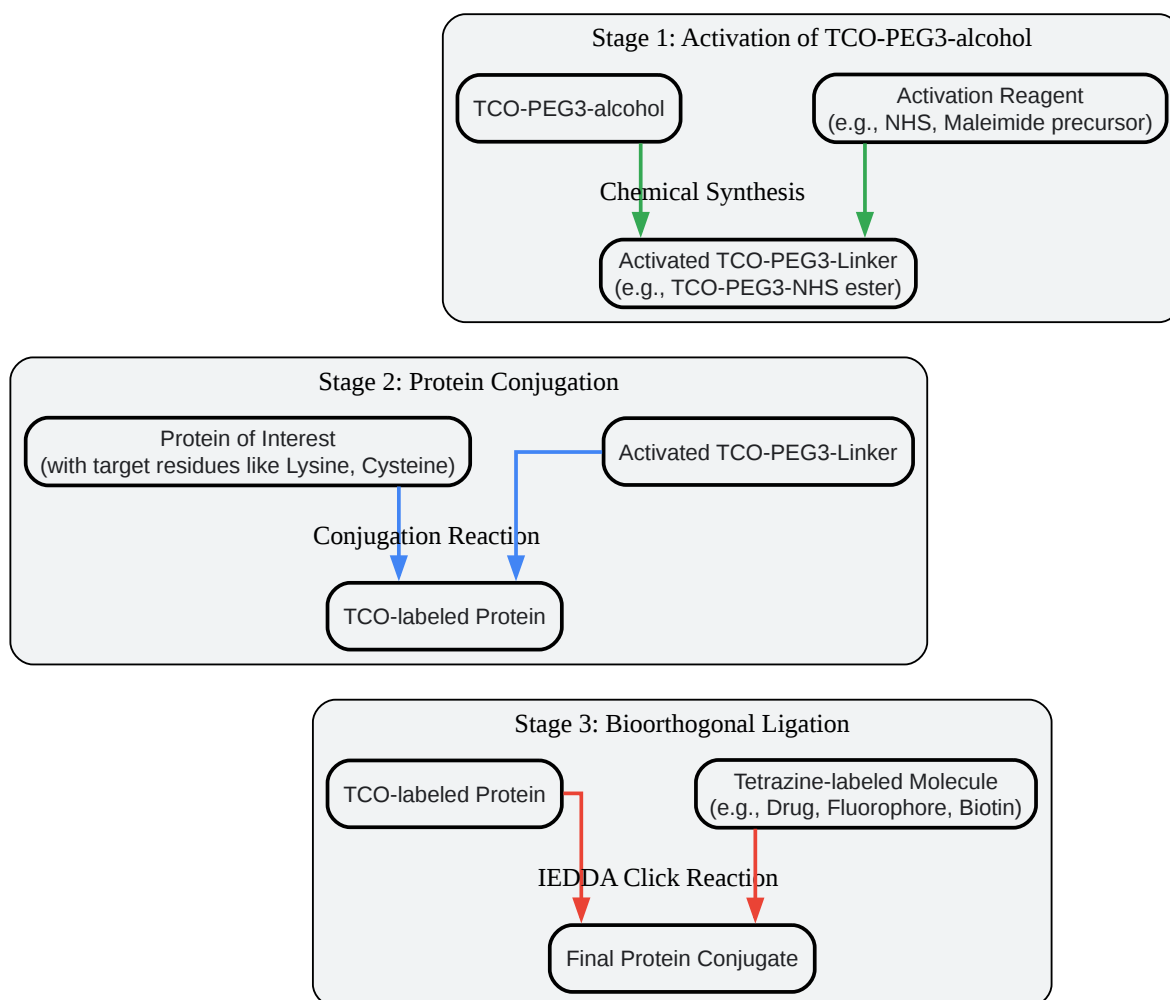 Stage 1: Activation of TCO-PEG3-alcohol
TCO-PEG3-alcohol
Activation Reagent
(e.g., NHS, Maleimide precursor)
Chemical Synthesis
Activated TCO-PEG3-Linker
(e.g., TCO-PEG3-NHS ester)
Stage 2: Protein Conjugation
Protein of Interest
(with target residues like Lysine, Cysteine)
Activated TCO-PEG3-Linker
Conjugation Reaction
TCO-labeled Protein
Stage 3: Bioorthogonal Ligation
TCO-labeled Protein
Tetrazine-labeled Molecule
(e.g., Drug, Fluorophore, Biotin)
IEDDA Click Reaction
Final Protein Conjugate